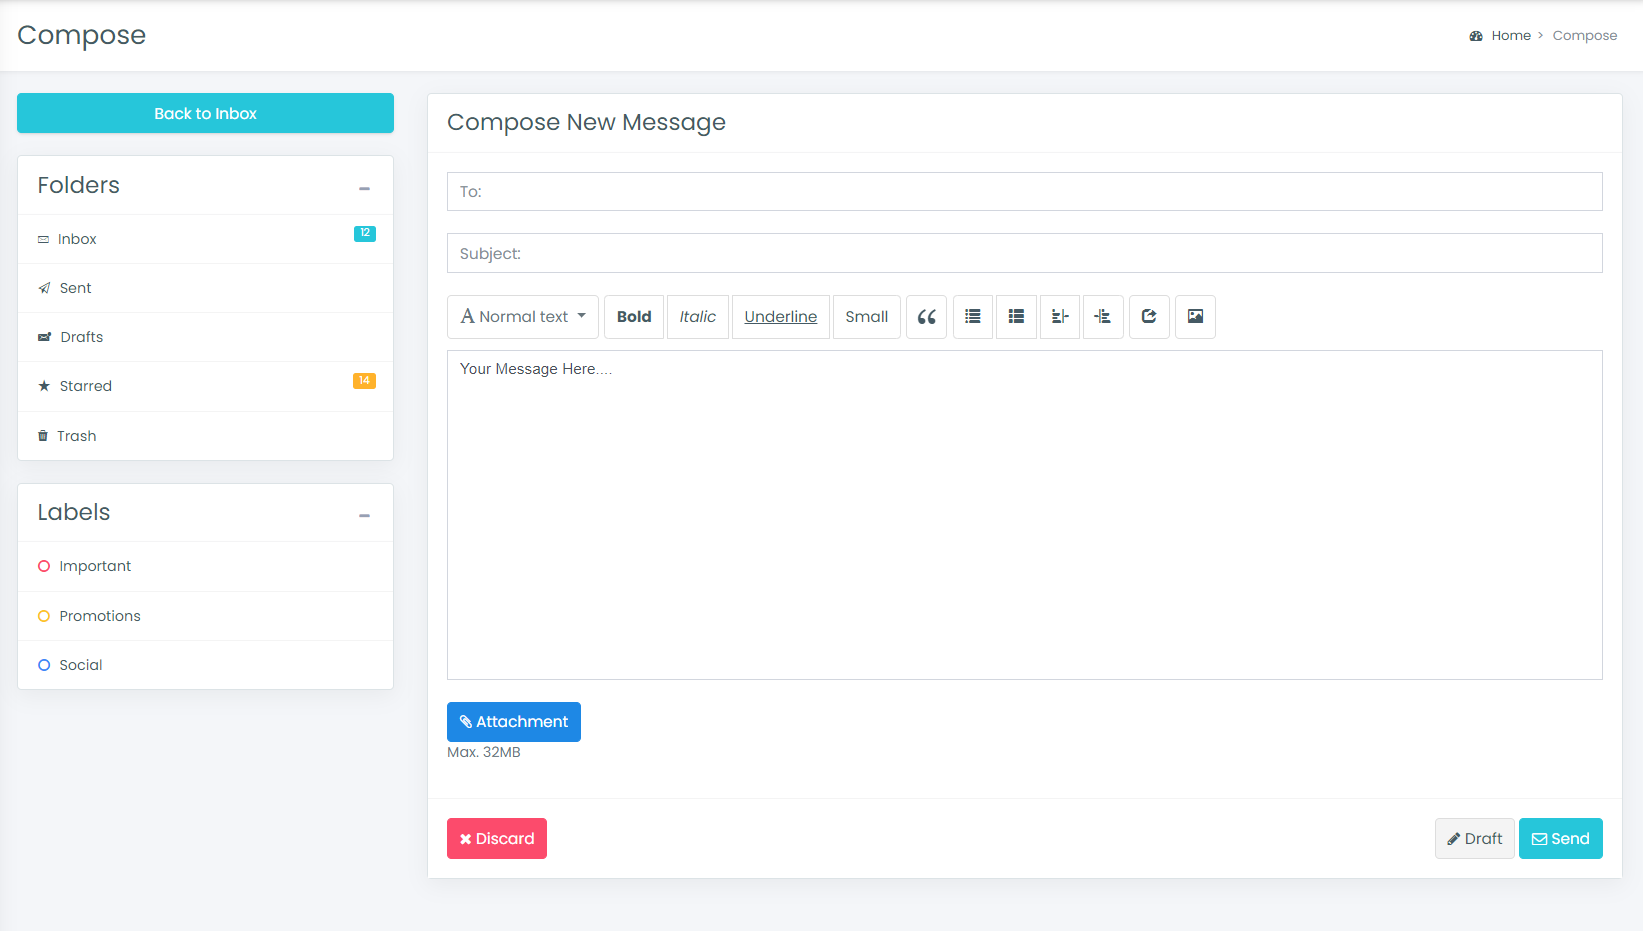 Compose
Home > Compose
Back to Inbox
Folders
Inbox 12
Sent
Drafts
Starred 14
Trash
Labels
Important
Promotions
Social
Compose New Message
To:
Subject:
A Normal text Bold Italic Underline Small
Your Message Here....
Attachment
Max. 32MB
Discard Draft Send